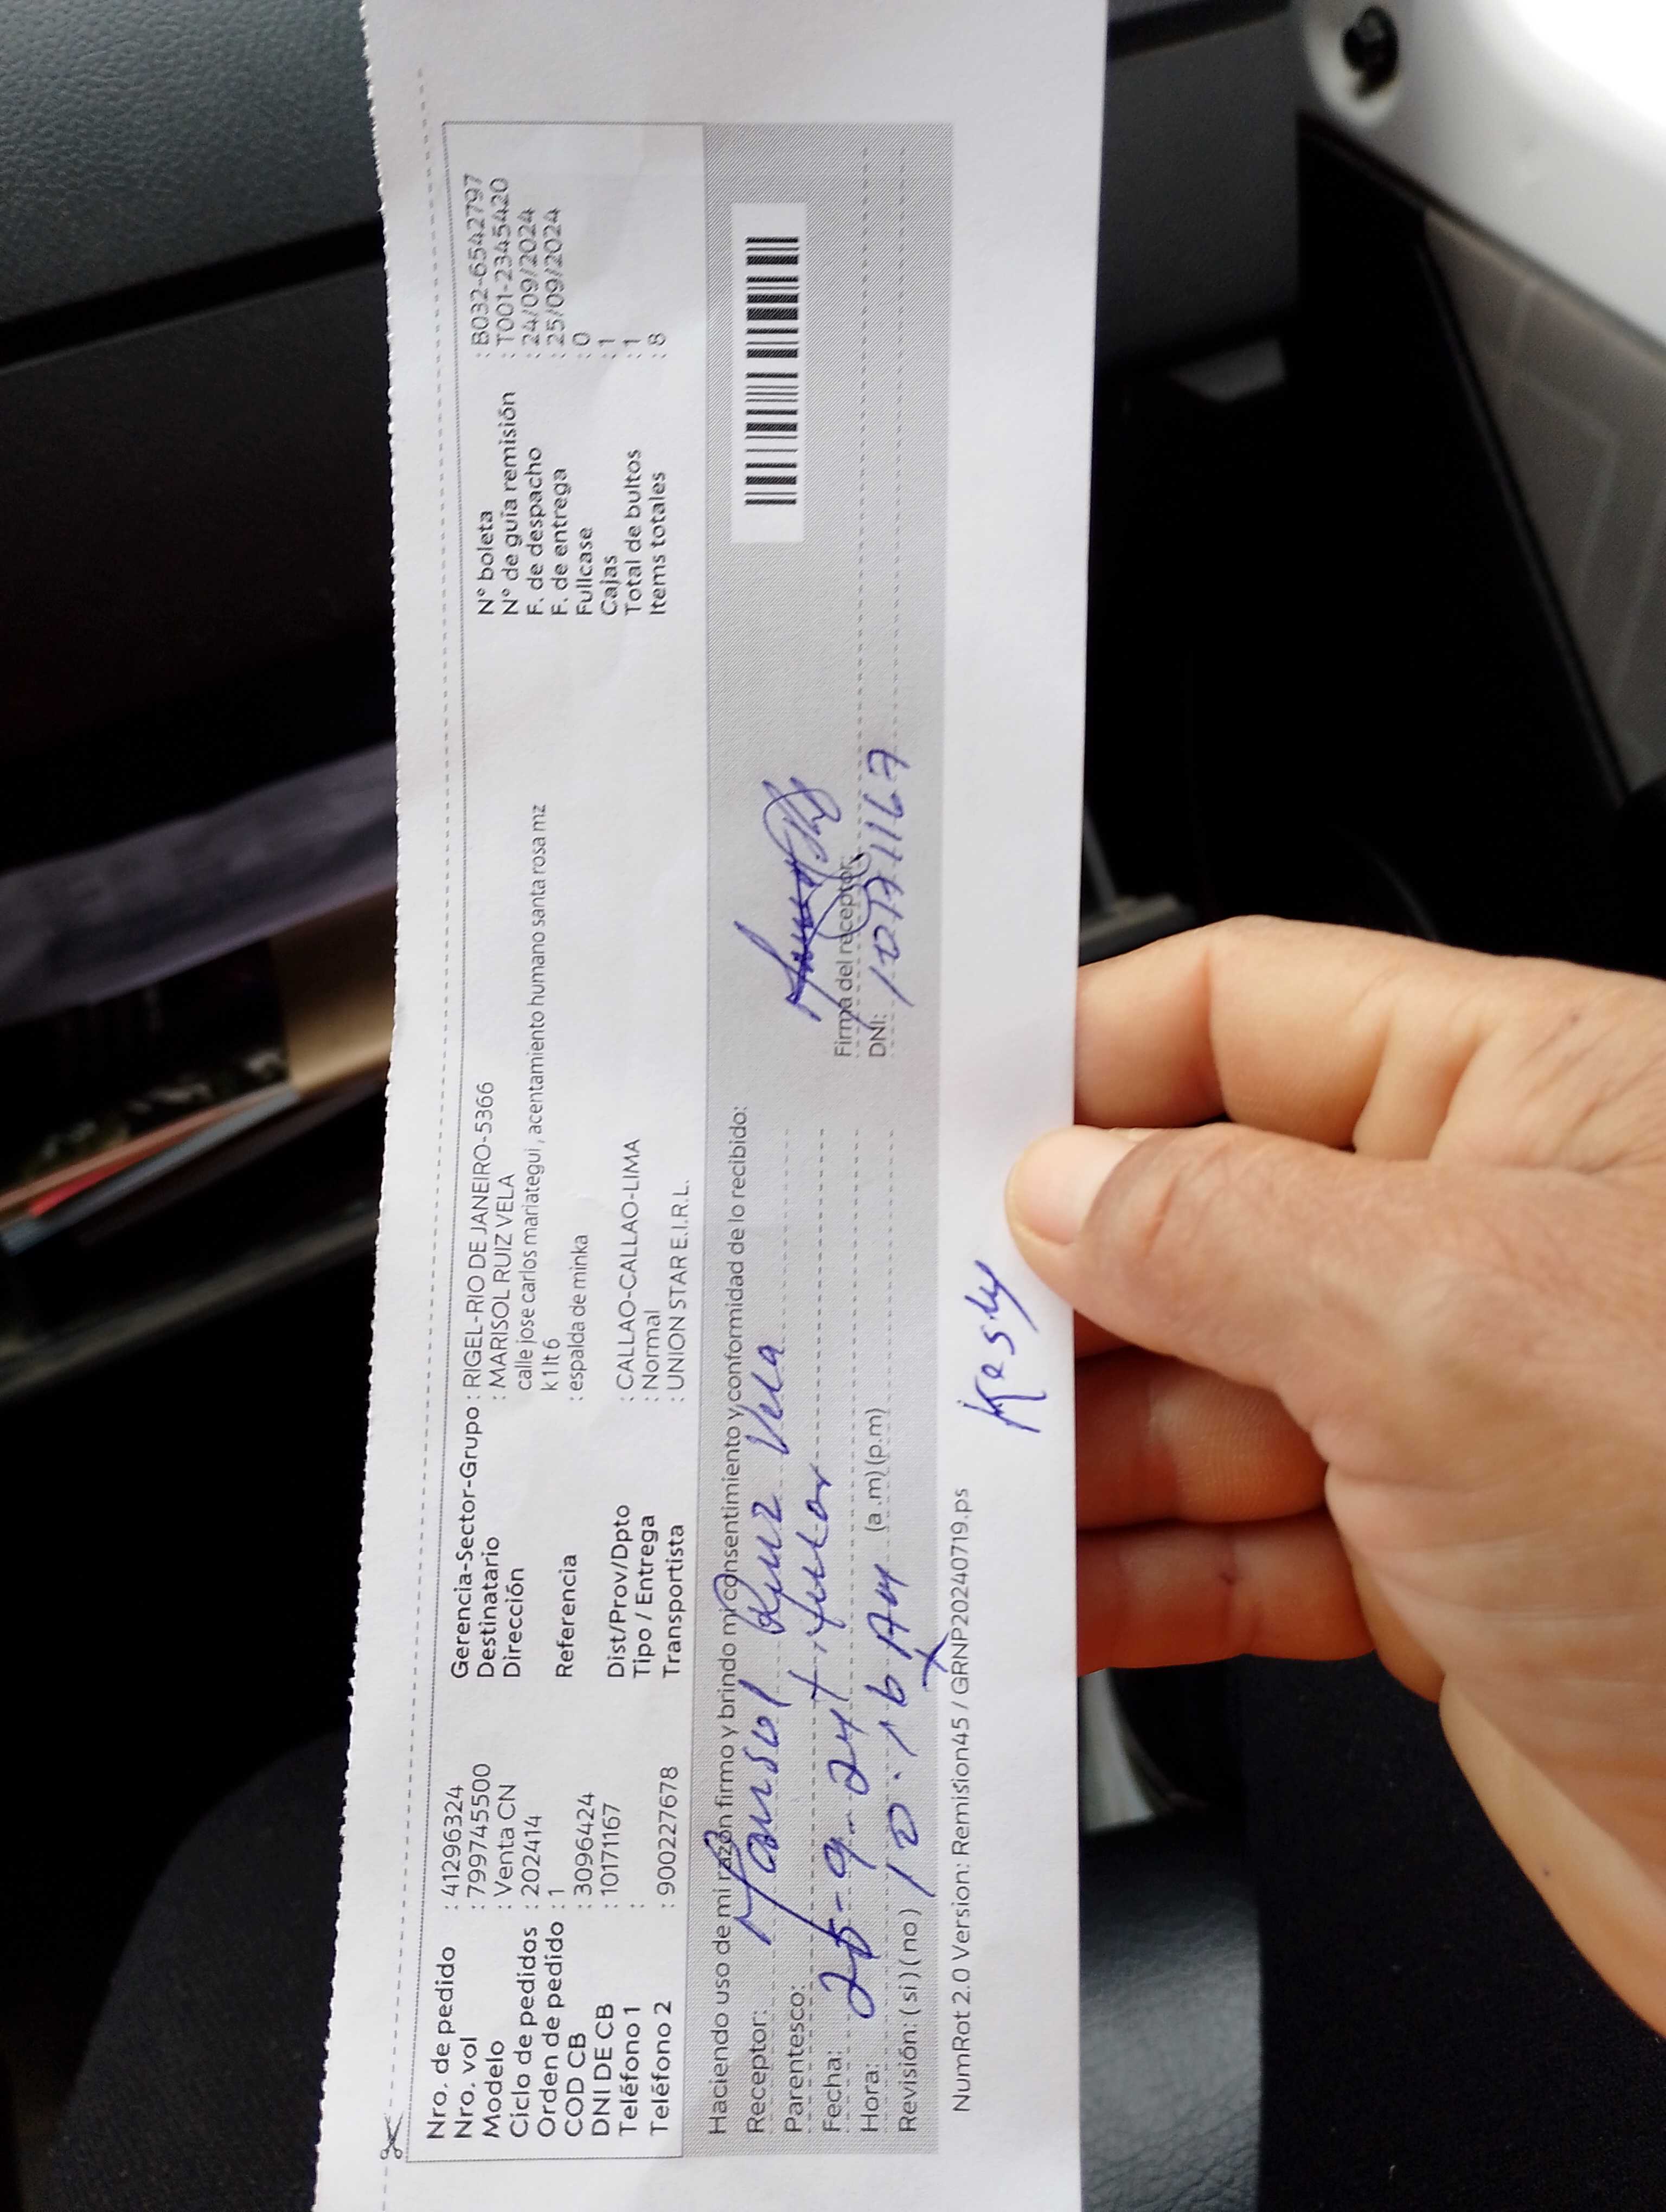 Nro. de pedido : 41296324
Nro. vol : 799745500
Modelo : Venta CN
Ciclo de pedidos : 202414
Orden de pedido : 1
COD CB : 3096424
DNI DE CB : 10171167
Teléfono 1 :
Teléfono 2 : 900227678
Gerencia-Sector-Grupo : RIGEL-RIO DE JANEIRO-5366
Destinatario : MARISOL RUIZ VELA
Dirección calle jose carlos mariategui, acentamiento humano santa rosa mz
k1 lt 6
Referencia : espalda de minka
Dist/Prov/Dpto : CALLAO-CALLAO-LIMA
Tipo / Entrega : Normal
Transportista : UNION STAR E.I.R.L.
N° boleta : B032-6542797
N° de guía remisión : T001-2345420
F. de despacho : 24/09/2024
F. de entrega : 25/09/2024
Fullcase : 0
Cajas : 1
Total de bultos : 1
Items totales : 8
Haciendo uso de mi razón firmo y brindo mi consentimiento y conformidad de lo recibido:
Receptor: Marisol Ruiz Vela
Parentesco: titular
Fecha: 25-9-24
Hora: 10.16 AM (a.m) (p.m)
Revisión: (si) (no) X
Firma del receptor:
DNI: 10171167
NumRot 2.0 Version: Remision45 / GRNP20240719.ps
Kesly